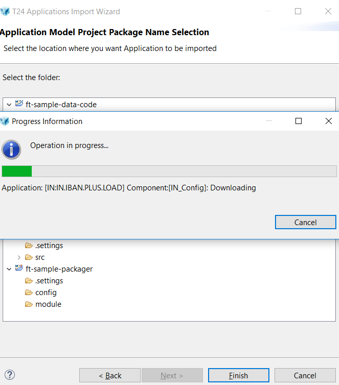 T24 Applications Import Wizard
Application Model Project Package Name Selection
Select the location where you want Application to be imported
Select the folder:
ft-sample-data-code
Progress Information
Operation in progress...
Application: [IN:IN.IBAN.PLUS.LOAD] Component:[IN_Config]: Downloading
Cancel
.settings
src
ft-sample-packager
.settings
config
module
< Back
Next >
Finish
Cancel